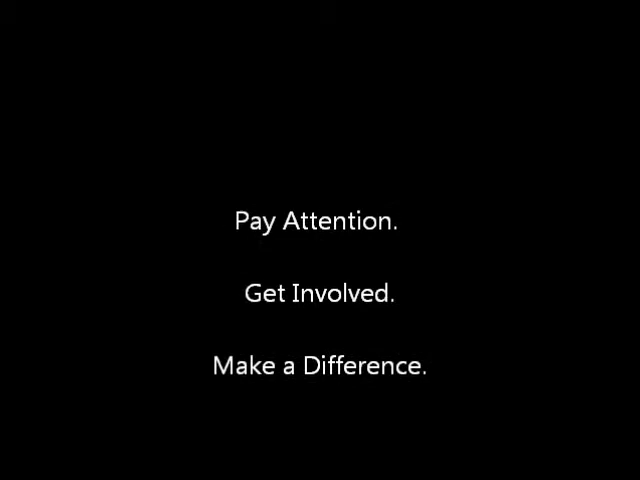 Pay Attention.
Get Involved.
Make a Difference.